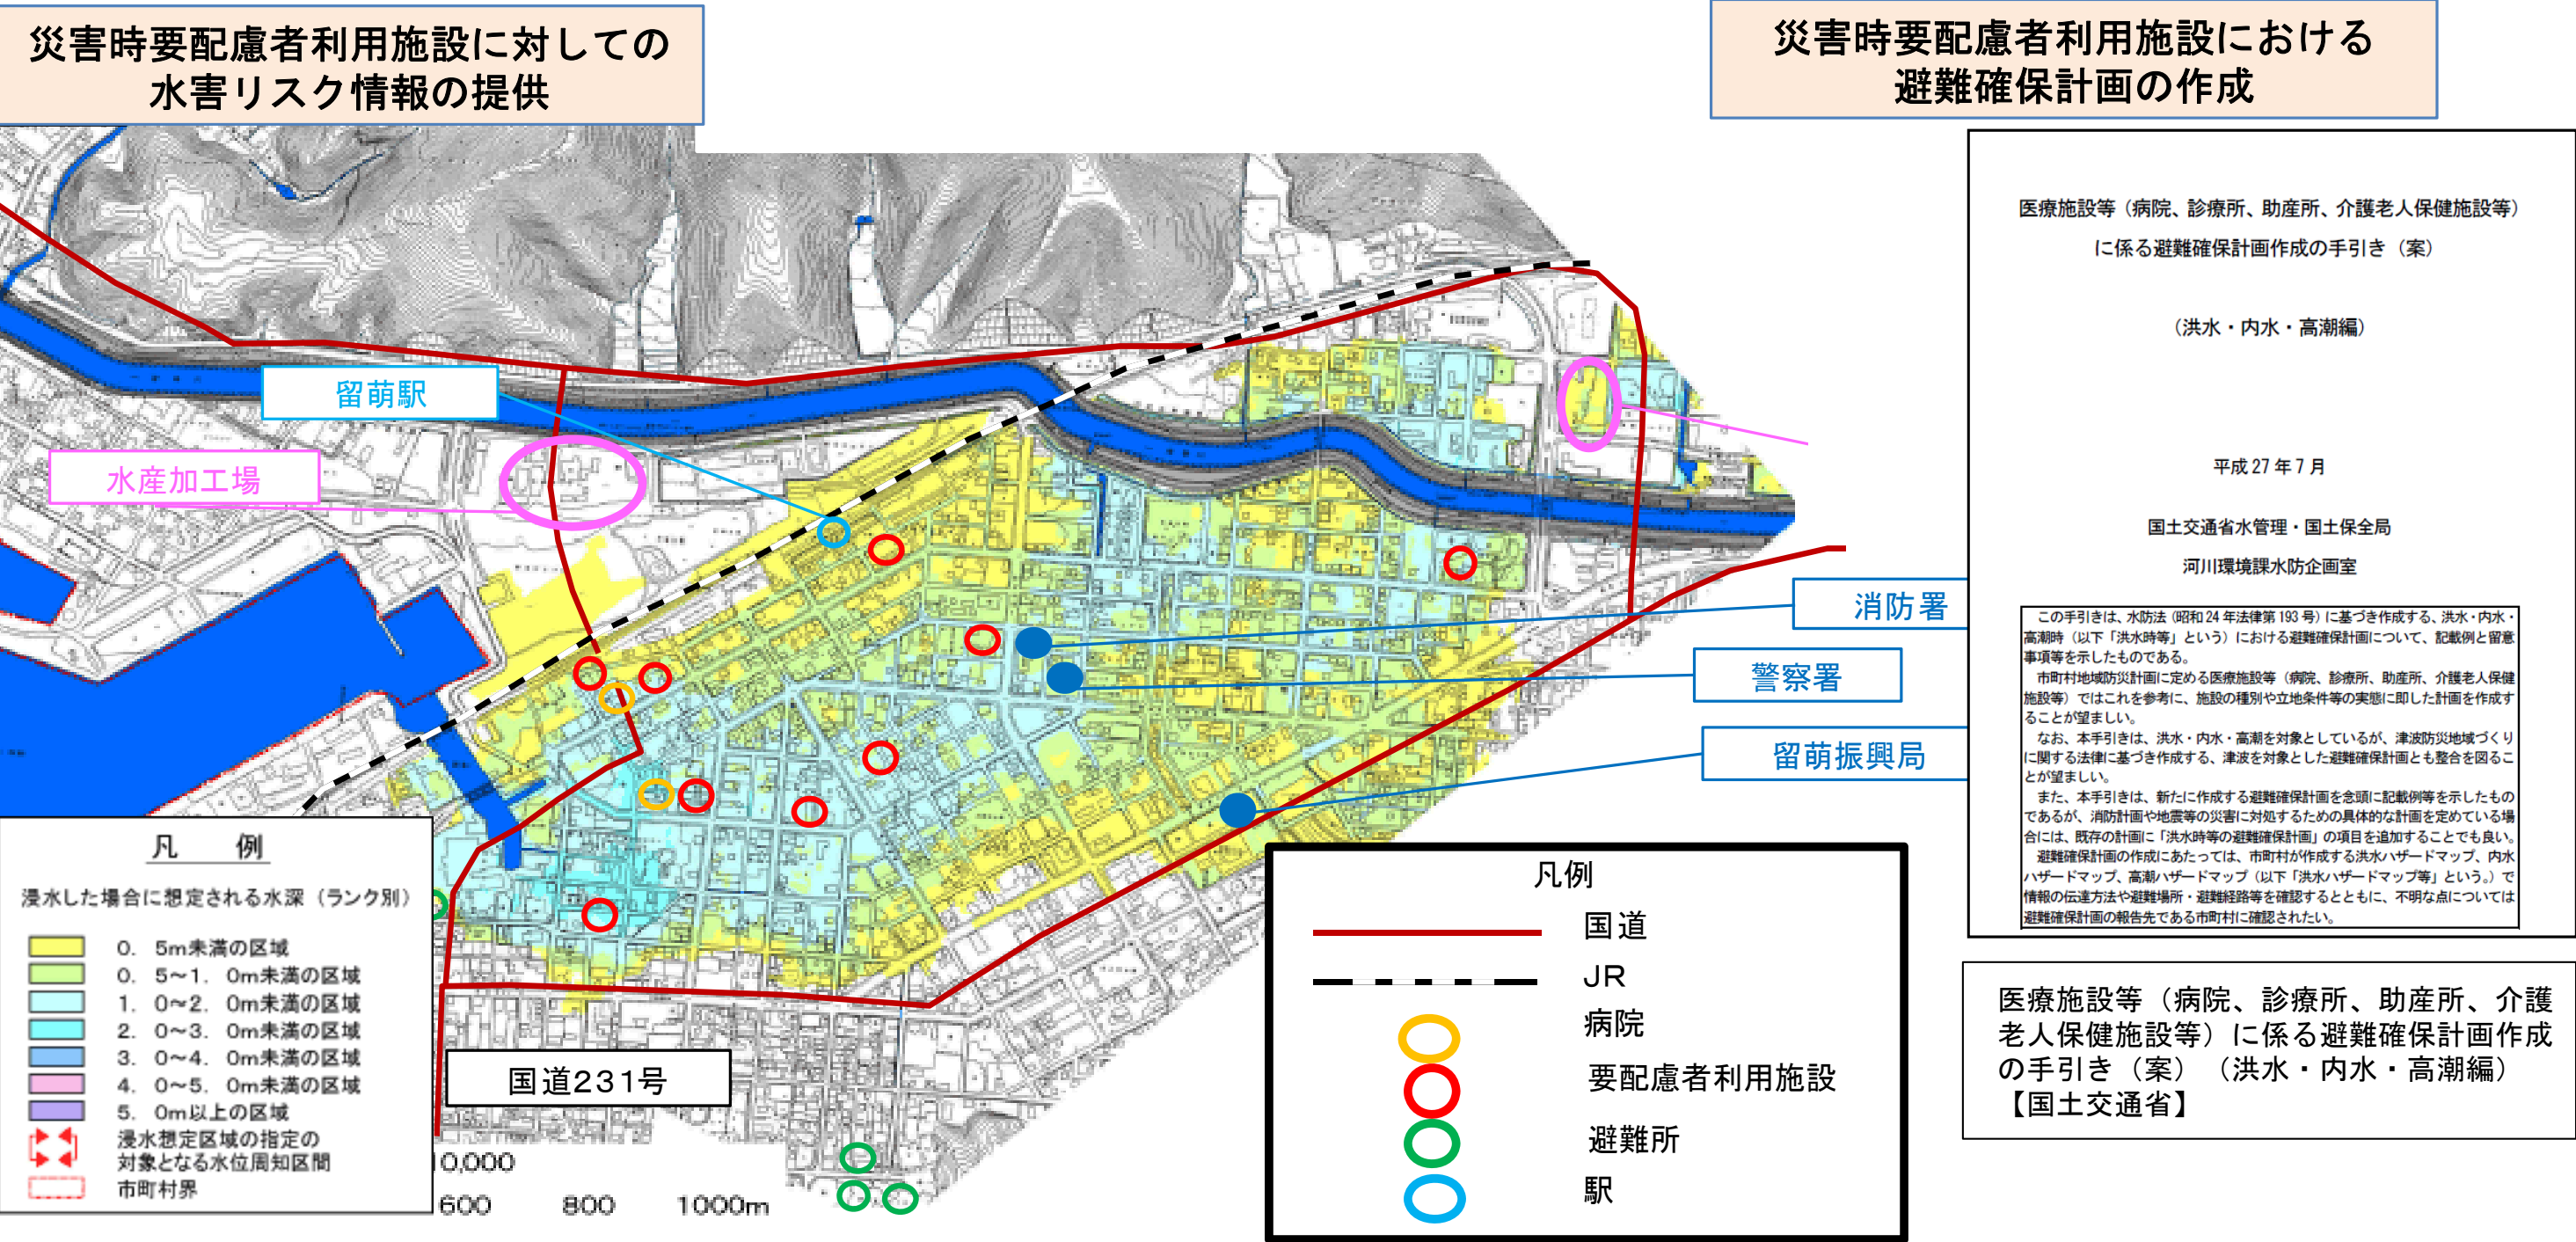 災害時要配慮者利用施設に対しての
水害リスク情報の提供
災害時要配慮者利用施設における
避難確保計画の作成
留萌駅
水産加工場
消防署
警察署
留萌振興局
国道231号
凡　例
浸水した場合に想定される水深（ランク別）
0．5m未満の区域
0．5～1．0m未満の区域
1．0～2．0m未満の区域
2．0～3．0m未満の区域
3．0～4．0m未満の区域
4．0～5．0m未満の区域
5．0m以上の区域
浸水想定区域の指定の
対象となる水位周知区間
市町村界
0,000
600 800 1000m
凡例
国道
JR
病院
要配慮者利用施設
避難所
駅
医療施設等（病院、診療所、助産所、介護老人保健施設等）
に係る避難確保計画作成の手引き（案）
（洪水・内水・高潮編）
平成27年7月
国土交通省水管理・国土保全局
河川環境課水防企画室
この手引きは、水防法（昭和24年法律第193号）に基づき作成する、洪水・内水・
高潮時（以下「洪水時等」という）における避難確保計画について、記載例と留意
事項等を示したものである。
市町村地域防災計画に定める医療施設等（病院、診療所、助産所、介護老人保健
施設等）ではこれを参考に、施設の種別や立地条件等の実態に即した計画を作成す
ることが望ましい。
なお、本手引きは、洪水・内水・高潮を対象としているが、津波防災地域づくり
に関する法律に基づき作成する、津波を対象とした避難確保計画とも整合を図るこ
とが望ましい。
また、本手引きは、新たに作成する避難確保計画を念頭に記載例等を示したもの
であるが、消防計画や地震等の災害に対処するための具体的な計画を定めている場
合には、既存の計画に「洪水時等の避難確保計画」の項目を追加することでも良い。
避難確保計画の作成にあたっては、市町村が作成する洪水ハザードマップ、内水
ハザードマップ、高潮ハザードマップ（以下「洪水ハザードマップ等」という。）で
情報の伝達方法や避難場所・避難経路等を確認するとともに、不明な点については
避難確保計画の報告先である市町村に確認されたい。
医療施設等（病院、診療所、助産所、介護
老人保健施設等）に係る避難確保計画作成
の手引き（案）（洪水・内水・高潮編）
【国土交通省】